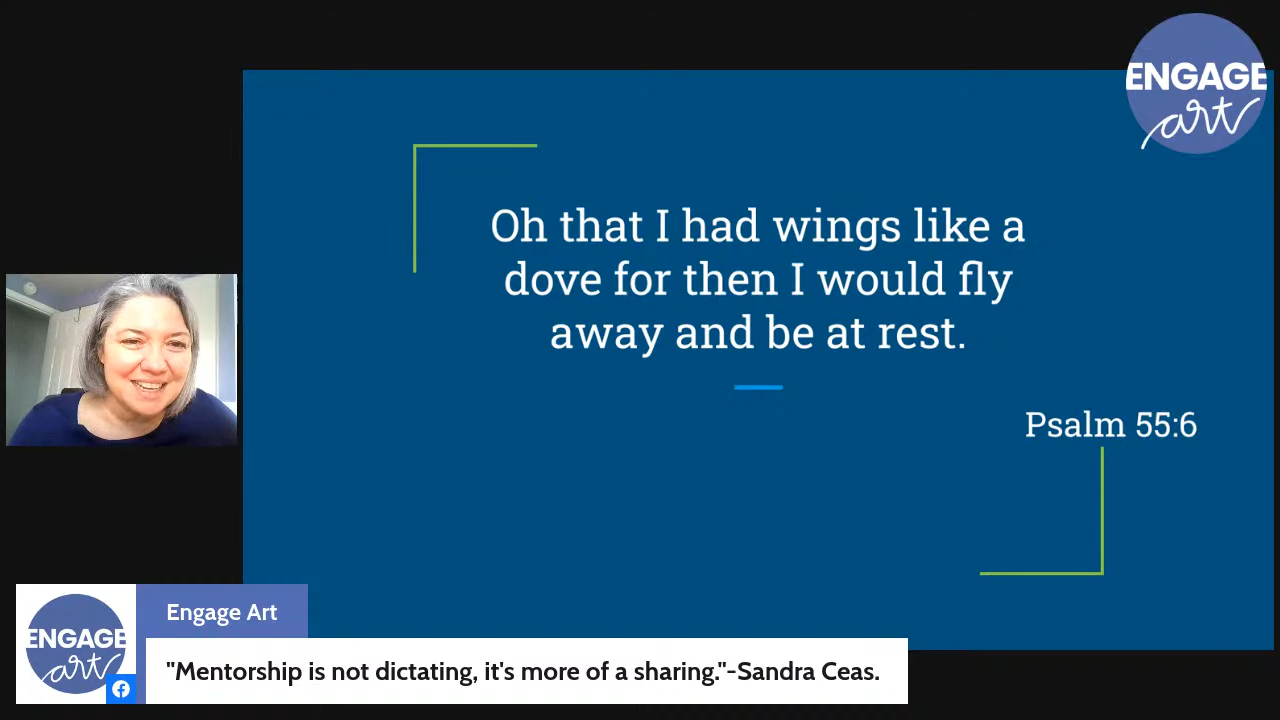 ENGAGE
art
Oh that I had wings like a
dove for then I would fly
away and be at rest.
Psalm 55:6
Engage Art
ENGAGE
art
"Mentorship is not dictating, it's more of a sharing."-Sandra Ceas.